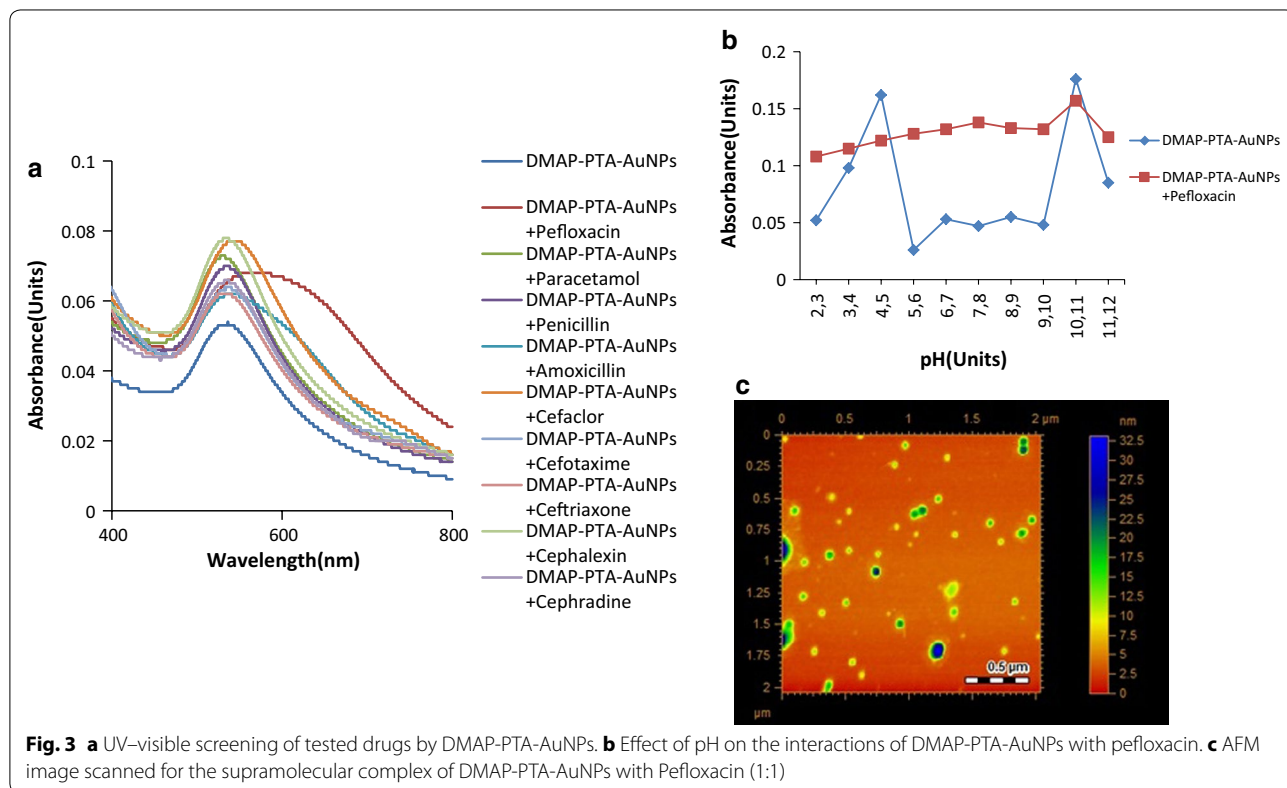 a
Absorbance(Units)
0.1
0.08
0.06
0.04
0.02
0
400
600
800
Wavelength(nm)
DMAP-PTA-AuNPs
DMAP-PTA-AuNPs
+Pefloxacin
DMAP-PTA-AuNPs
+Paracetamol
DMAP-PTA-AuNPs
+Penicillin
DMAP-PTA-AuNPs
+Amoxicillin
DMAP-PTA-AuNPs
+Cefaclor
DMAP-PTA-AuNPs
+Cefotaxime
DMAP-PTA-AuNPs
+Ceftriaxone
DMAP-PTA-AuNPs
+Cephalexin
DMAP-PTA-AuNPs
+Cephradine
b
Absorbance(Units)
0.2
0.15
0.1
0.05
0
2,3
3,4
4,5
5,6
6,7
7,8
8,9
9,10
10,11
11,12
pH(Units)
DMAP-PTA-AuNPs
DMAP-PTA-AuNPs
+Pefloxacin
c
0 0.5 1 1.5 2 µm
0
0.25
0.5
0.75
1
1.25
1.5
1.75
2
µm
0.5 µm
nm
32.5
30
27.5
25
22.5
20
17.5
15
12.5
10
7.5
5
2.5
0
Fig. 3 a UV–visible screening of tested drugs by DMAP-PTA-AuNPs. b Effect of pH on the interactions of DMAP-PTA-AuNPs with pefloxacin. c AFM
image scanned for the supramolecular complex of DMAP-PTA-AuNPs with Pefloxacin (1:1)